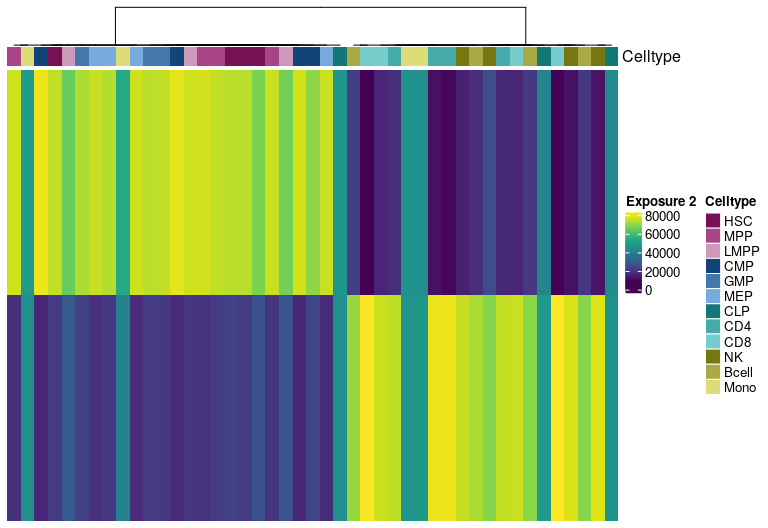 Celltype
Exposure 2
80000
60000
40000
20000
0
Celltype
HSC
MPP
LMPP
CMP
GMP
MEP
CLP
CD4
CD8
NK
Bcell
Mono